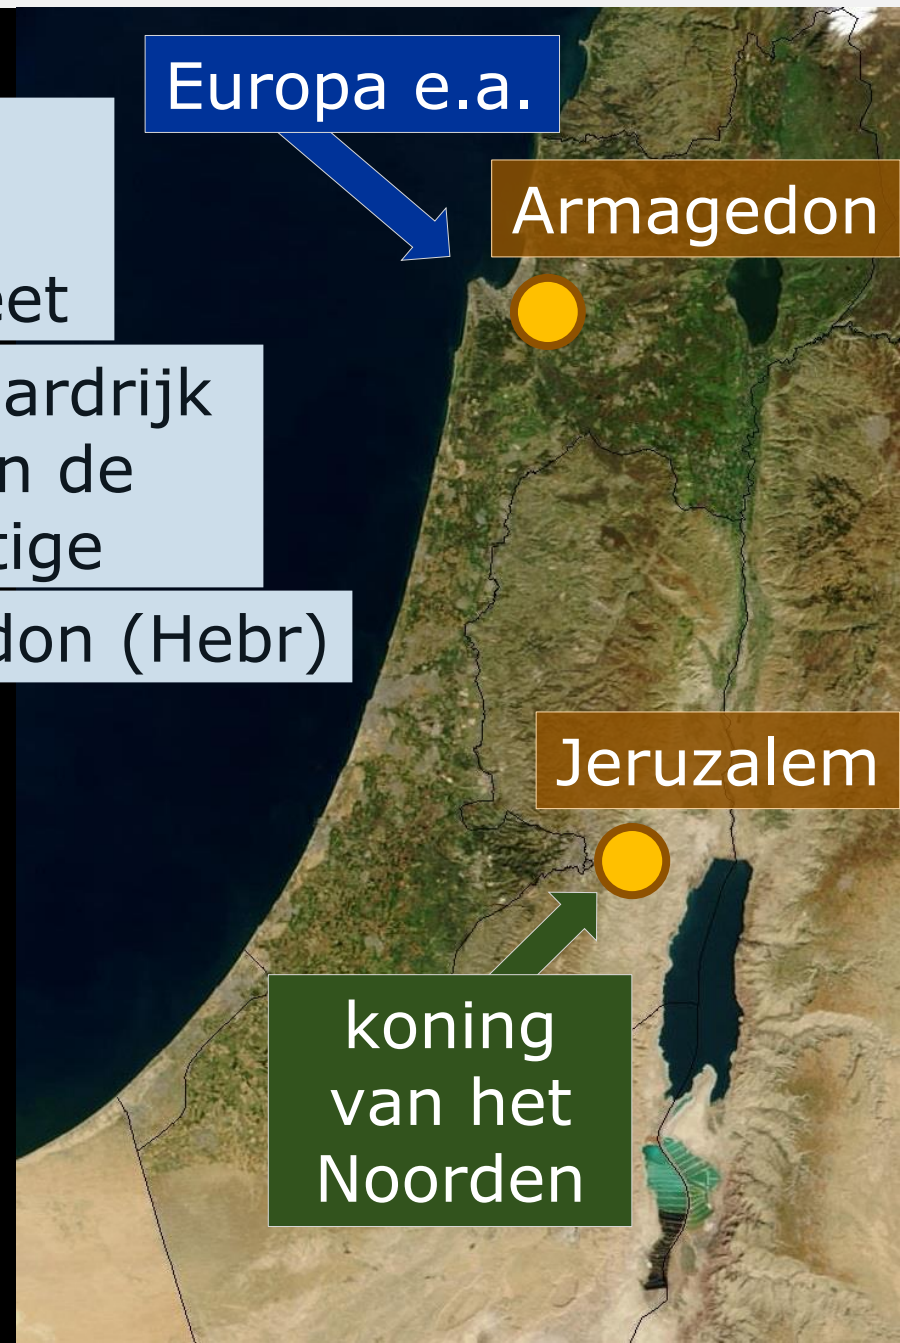 Europa e.a.
Armagedon
eet
ardrijk
n de
tige
don (Hebr)
Jeruzalem
koning
van het
Noorden